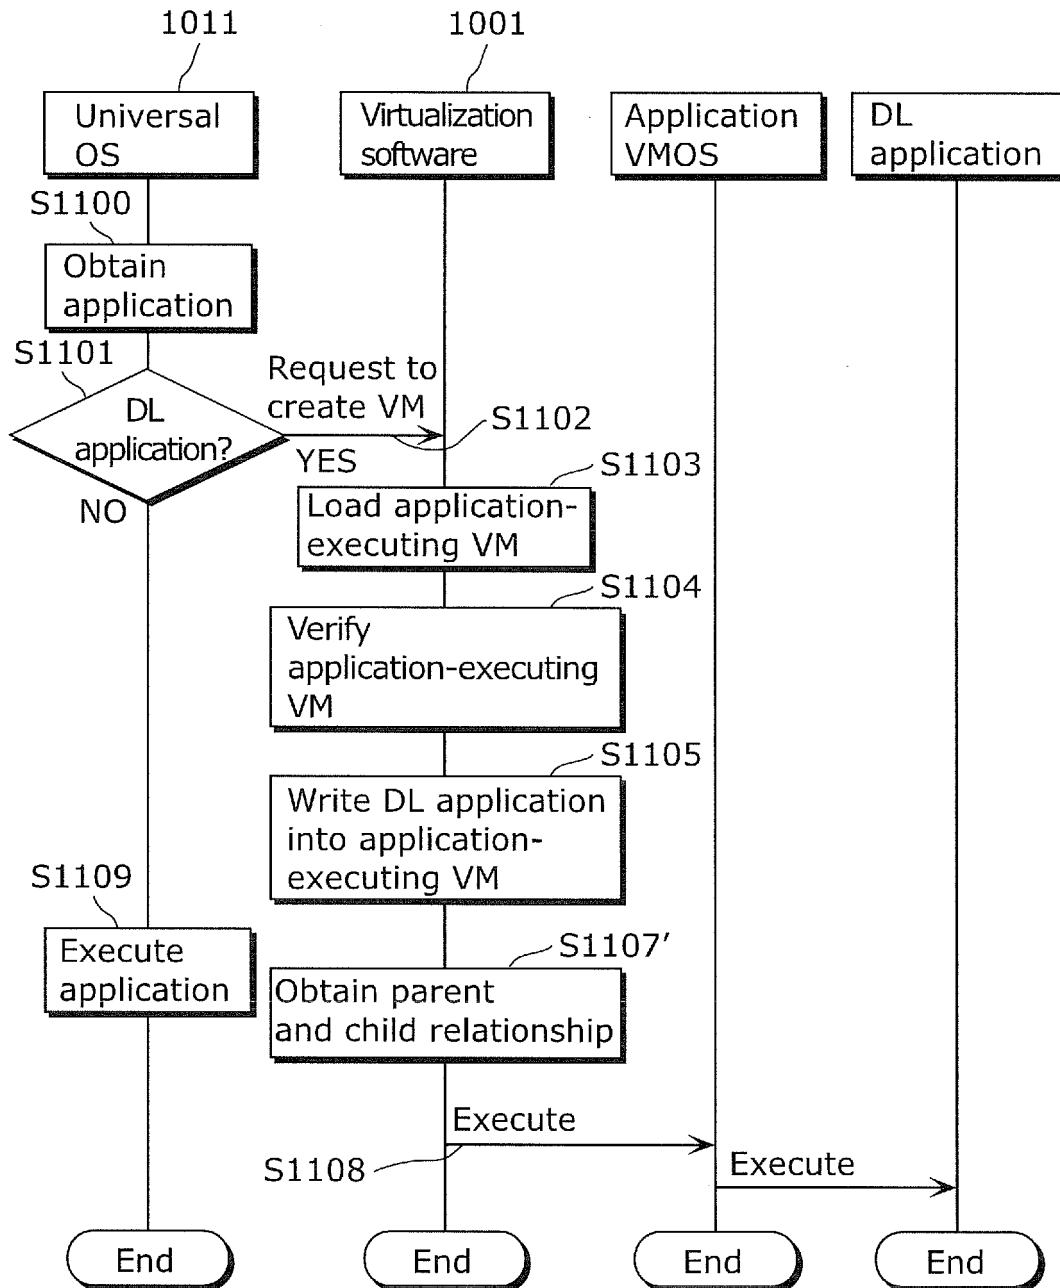 1011
1001
Universal
OS
Virtualization
software
Application
VMOS
DL
application
S1100
Obtain
application
S1101
DL
application?
Request to
create VM
S1102
YES
NO
S1103
Load application-
executing VM
S1104
Verify
application-executing
VM
S1105
Write DL application
into application-
executing VM
S1109
Execute
application
S1107’
Obtain parent
and child relationship
Execute
S1108
Execute
End
End
End
End